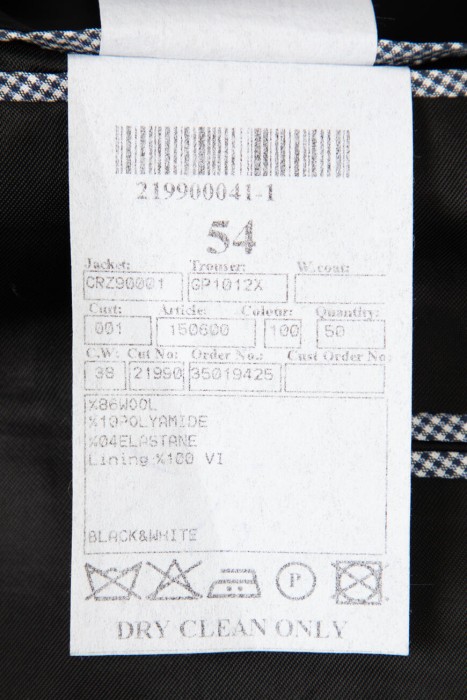 219900041-1
54
Jacket: Trouser: W.coat:
CRZ90001 GP1012X
Cust: Article: Colour: Quantity:
001 150600 100 50
C.W: Cut No: Order No.: Cust Order No:
38 21990 35019425
%86WOOL
%10POLYAMIDE
%04ELASTANE
Lining %100 VI
BLACK&WHITE
P
DRY CLEAN ONLY